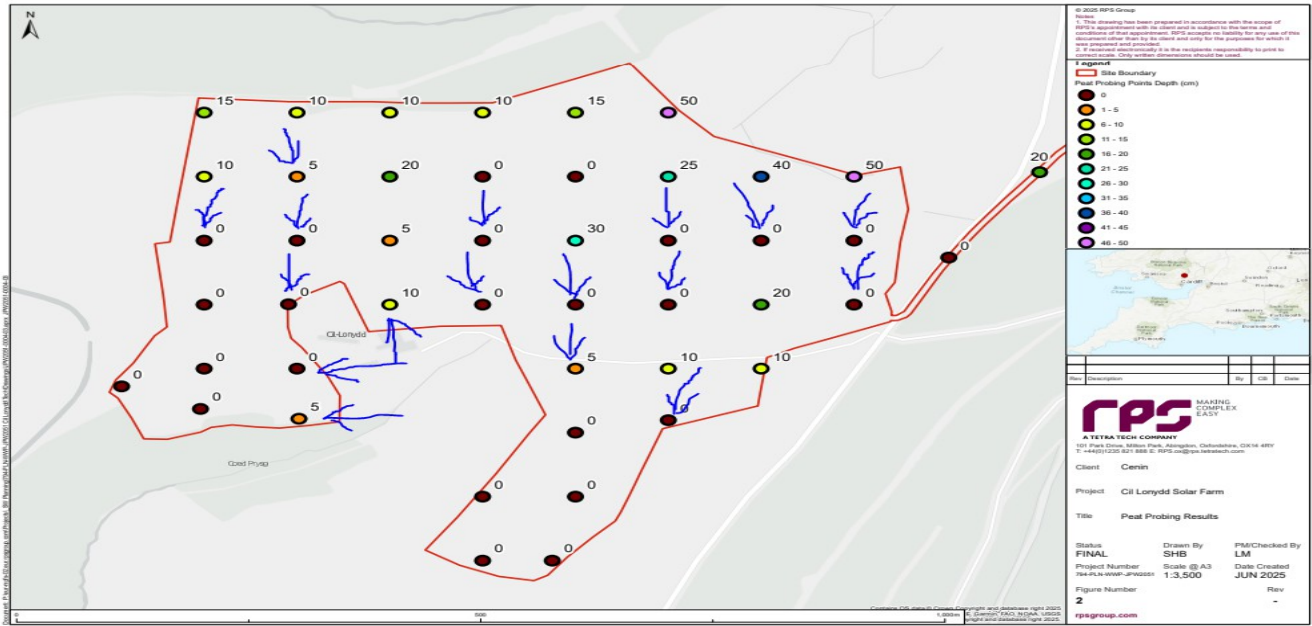 N
15 10 10 10 15 50
10 5 20 0 0 25 40 50 20
0 0 5 0 30 0 0 0 0
0 0 10 0 0 0 20 0
Cil-Lonydd
0 0 0 5 10 10
0 5 0
0
Coed Prysg
0 0
0 0
0 500 1,000m
© 2025 RPS Group
Notes
1. This drawing has been prepared in accordance with the scope of
RPS's appointment with its client and is subject to the terms and
conditions of that appointment. RPS accepts no liability for any use of this
document other than by its client and only for the purposes for which it
was prepared and provided.
2. If received electronically it is the recipients responsibility to print to
correct scale. Only written dimensions should be used.
Legend
Site Boundary
Peat Probing Points Depth (cm)
0
1 - 5
6 - 10
11 - 15
16 - 20
21 - 25
26 - 30
31 - 35
36 - 40
41 - 45
46 - 50
Rev Description By CB Date
rps MAKING
COMPLEX
EASY
A TETRA TECH COMPANY
101 Park Drive, Milton Park, Abingdon, Oxfordshire, OX14 4RY
T: +44(0)1235 821 888 E: RPS.ox@rps.tetratech.com
Client Cenin
Project Cil Lonydd Solar Farm
Title Peat Probing Results
Status Drawn By PM/Checked By
FINAL SHB LM
Project Number Scale @ A3 Date Created
794-PLN-WWP-JPW2051 1:3,500 JUN 2025
Figure Number Rev
2 -
rpsgroup.com